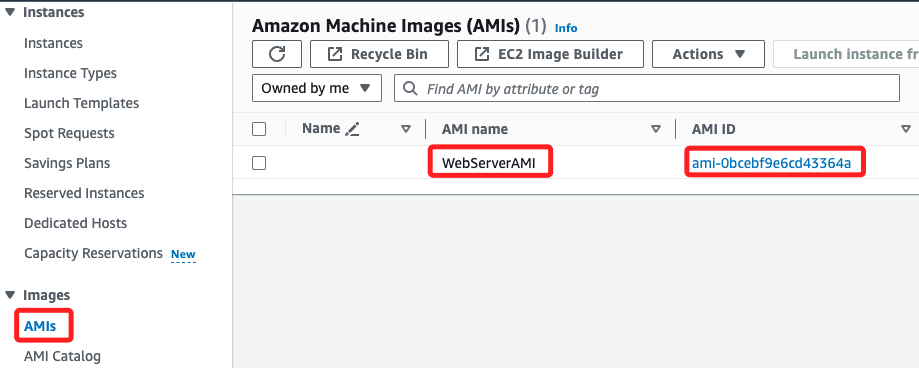 Instances
Instances
Instance Types
Launch Templates
Spot Requests
Savings Plans
Reserved Instances
Dedicated Hosts
Capacity Reservations New
Images
AMIs
AMI Catalog
Amazon Machine Images (AMIs) (1) Info
Recycle Bin EC2 Image Builder Actions Launch instance fr
Owned by me Find AMI by attribute or tag
Name AMI name AMI ID
WebServerAMI ami-0bcebf9e6cd43364a